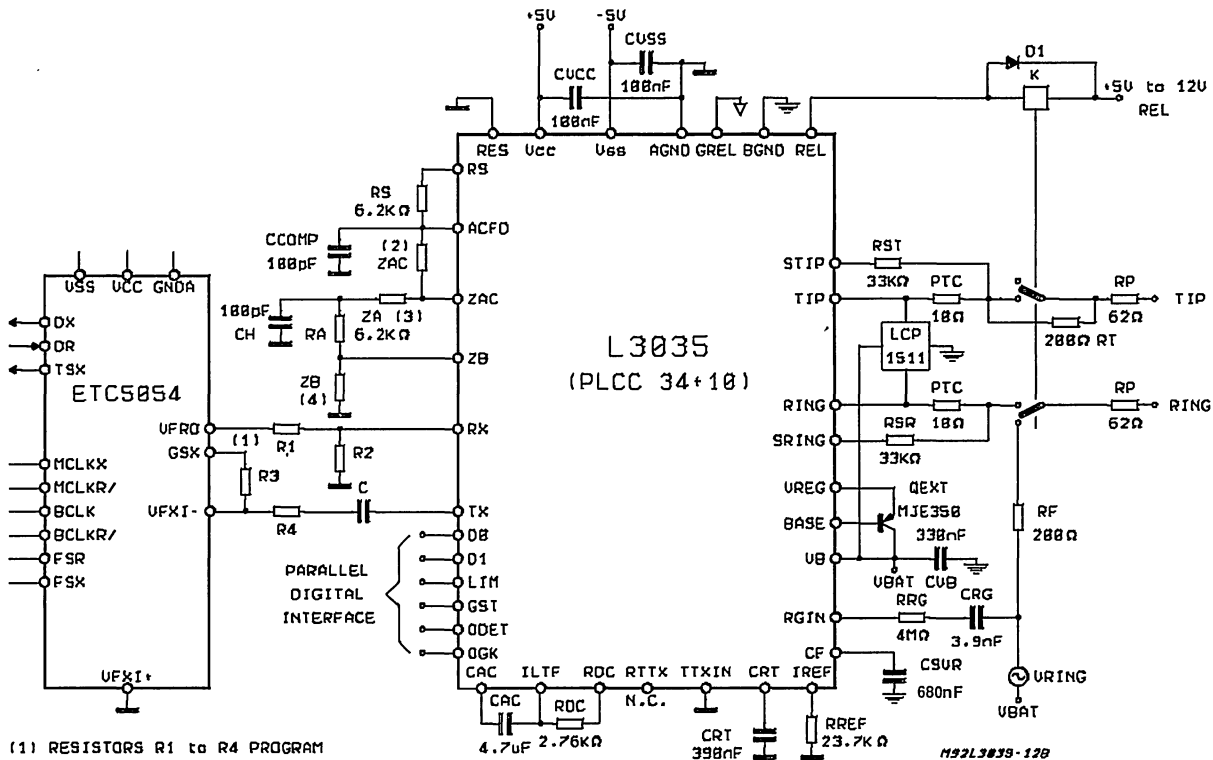 +5V
-5V
CVSS
100nF
CVCC
100nF
D1
K
+5V to 12V
REL
RES
Vcc
Vss
AGND
GREL
BGND
REL
RS
RS
6.2KΩ
ACFD
CCOMP
100pF
(2)
ZAC
ZAC
100pF
CH
RA
ZA (3)
6.2KΩ
ZB
ZB
(4)
L3035
(PLCC 34+10)
STIP
RST
33KΩ
TIP
PTC
10Ω
RP
62Ω
TIP
200Ω RT
LCP
1511
RING
PTC
10Ω
RP
62Ω
RING
SRING
RSR
33KΩ
VSS
VCC
GNDA
DX
DR
TSX
ETC5054
VFRO
(1)
R1
RX
R2
GSX
R3
MCLKX
MCLKR/
BCLK
BCLKR/
FSR
FSX
VFXI-
R4
C
TX
VFXI+
D0
D1
LIM
GST
ODET
OGK
PARALLEL
DIGITAL
INTERFACE
VREG
QEXT
MJE350
BASE
330nF
VB
VBAT
CVB
RF
200Ω
RGIN
RRG
4MΩ
CRG
3.9nF
CF
CSVR
680nF
VRING
VBAT
CAC
ILTF
RDC
RTTX
N.C.
TTXIN
CRT
IREF
CAC
4.7uF
RDC
2.76KΩ
CRT
390nF
RREF
23.7KΩ
(1) RESISTORS R1 to R4 PROGRAM
M92L3035-12B